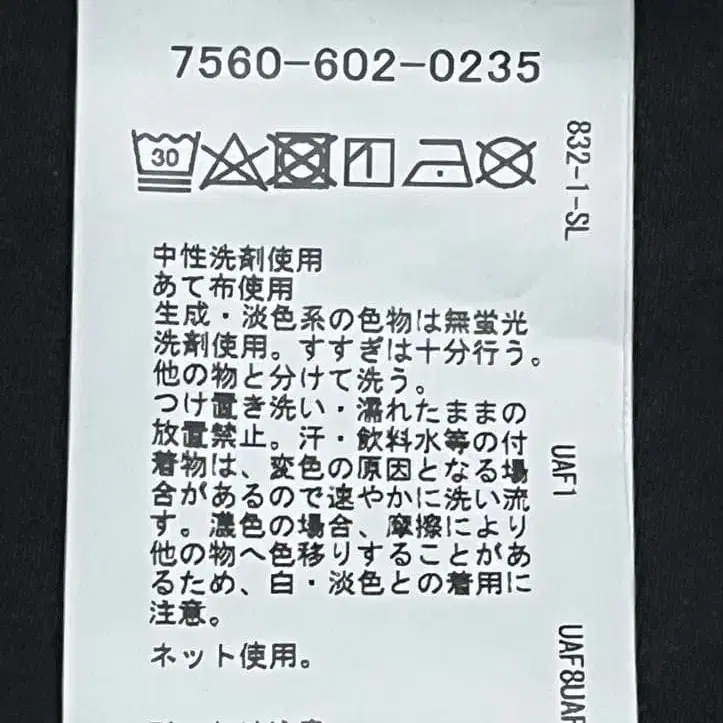 7560-602-0235
30
832-1-SL
中性洗剤使用
あて布使用
生成・淡色系の色物は無蛍光
洗剤使用。すすぎは十分行う。
他の物と分けて洗う。
つけ置き洗い・濡れたままの
放置禁止。汗・飲料水等の付
着物は、変色の原因となる場
合があるので速やかに洗い流
す。濃色の場合、摩擦により
他の物へ色移りすることがあ
るため、白・淡色との着用に
注意。
ネット使用。
UAF1
UAF8UAF